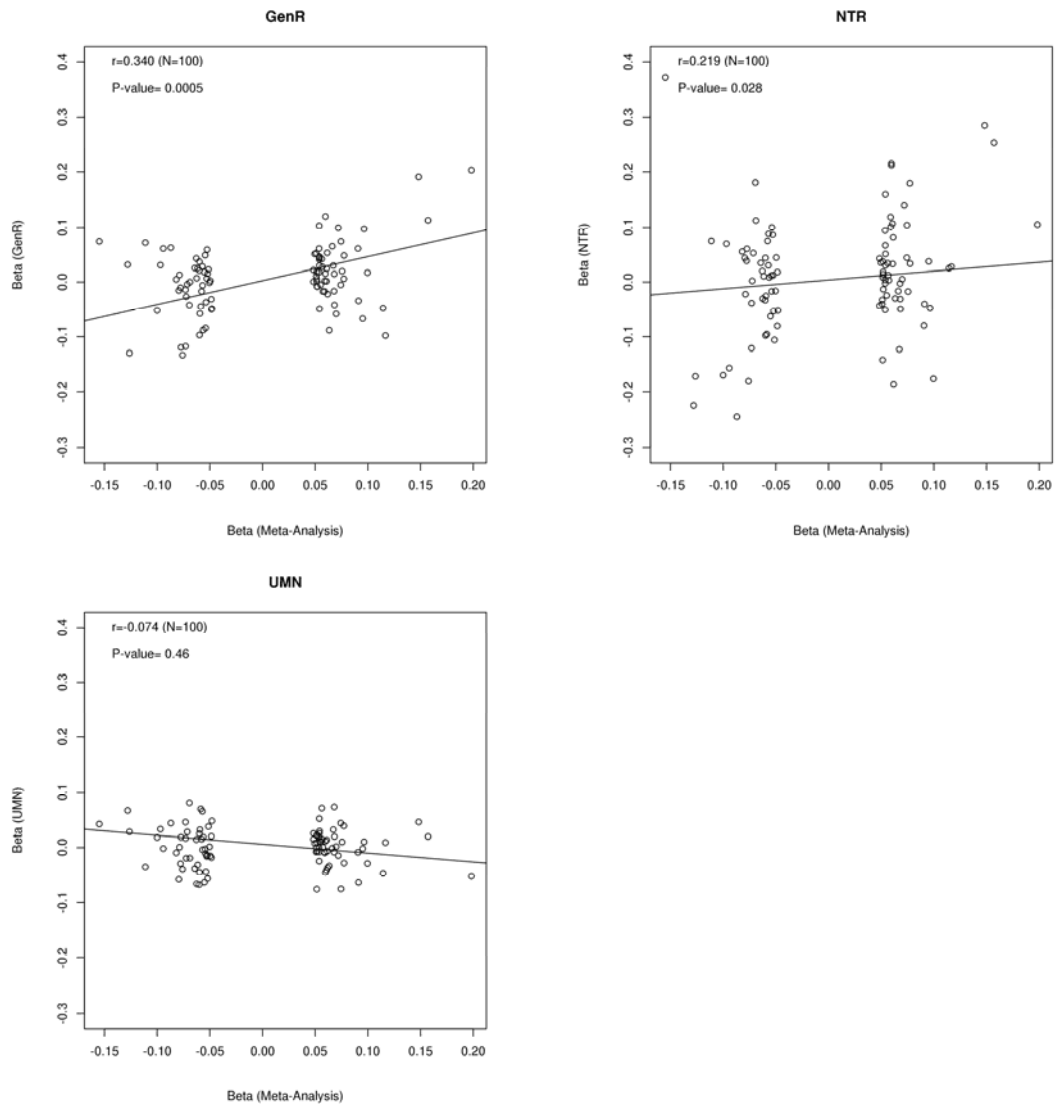 GenR
r=0.340 (N=100)
P-value= 0.0005
Beta (GenR)
0.4
0.3
0.2
0.1
0.0
-0.1
-0.2
-0.3
-0.15 -0.10 -0.05 0.00 0.05 0.10 0.15 0.20
Beta (Meta-Analysis)
NTR
r=0.219 (N=100)
P-value= 0.028
Beta (NTR)
0.4
0.3
0.2
0.1
0.0
-0.1
-0.2
-0.3
-0.15 -0.10 -0.05 0.00 0.05 0.10 0.15 0.20
Beta (Meta-Analysis)
UMN
r=-0.074 (N=100)
P-value= 0.46
Beta (UMN)
0.4
0.3
0.2
0.1
0.0
-0.1
-0.2
-0.3
-0.15 -0.10 -0.05 0.00 0.05 0.10 0.15 0.20
Beta (Meta-Analysis)